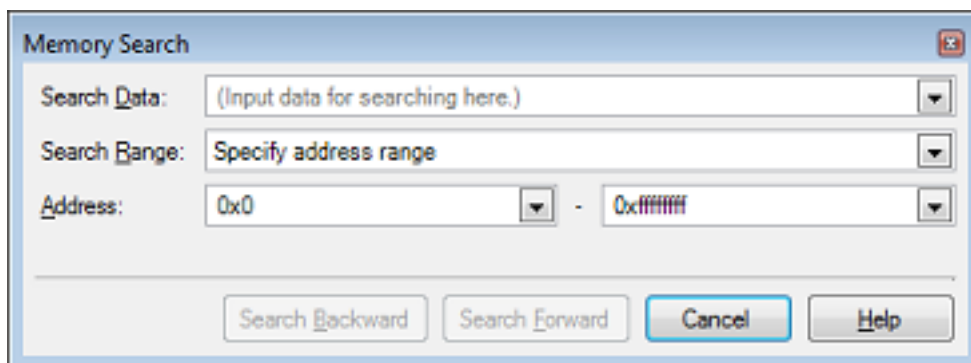 Memory Search
Search Data: (Input data for searching here.)
Search Range: Specify address range
Address: 0x0 - 0xffffffff
Search Backward Search Forward Cancel Help